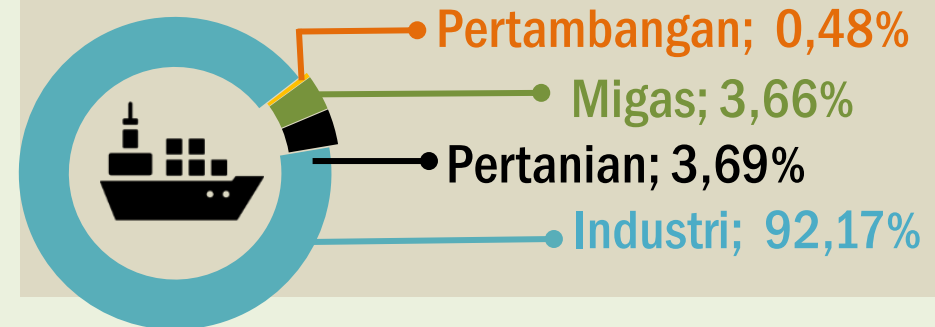 Pertambangan; 0,48%
Migas; 3,66%
Pertanian; 3,69%
Industri; 92,17%